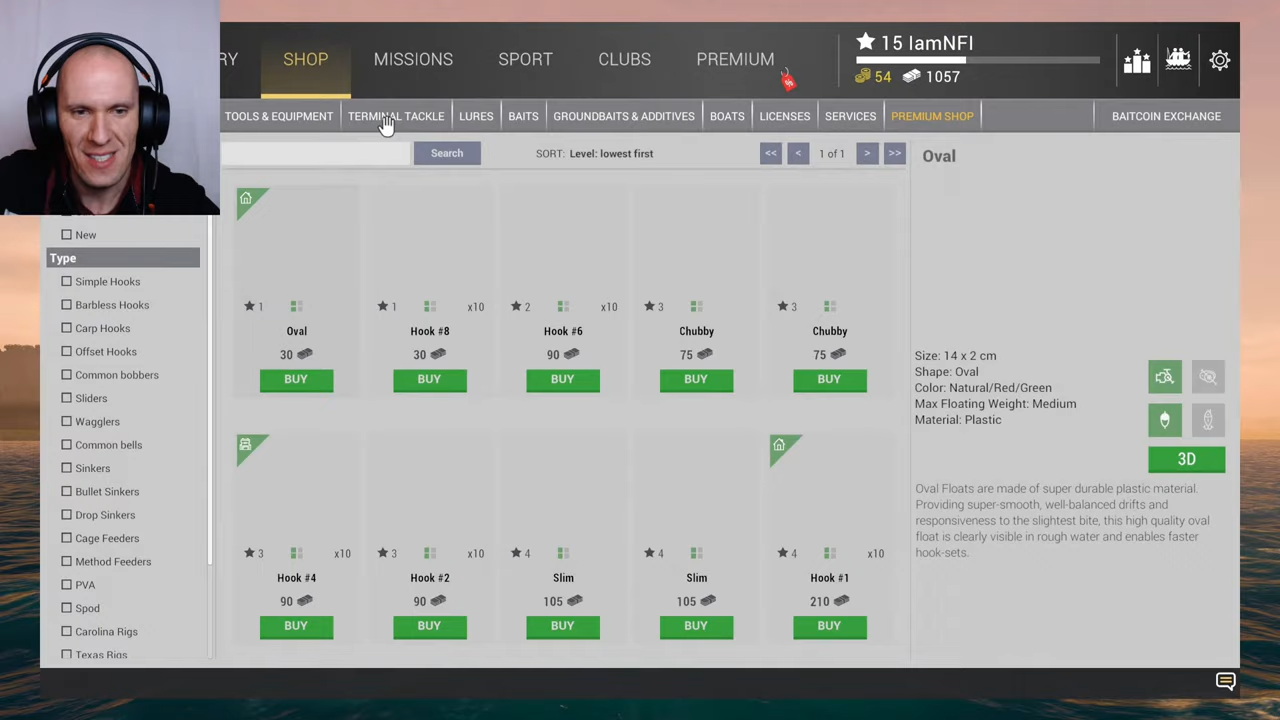 RY SHOP MISSIONS SPORT CLUBS PREMIUM
%
15 IamNFI
54 1057
TOOLS & EQUIPMENT TERMINAL TACKLE LURES BAITS GROUNDBAITS & ADDITIVES BOATS LICENSES SERVICES PREMIUM SHOP BAITCOIN EXCHANGE
Search SORT: Level: lowest first << < 1 of 1 > >>
New
Type
Simple Hooks
Barbless Hooks
Carp Hooks
Offset Hooks
Common bobbers
Sliders
Wagglers
Common bells
Sinkers
Bullet Sinkers
Drop Sinkers
Cage Feeders
Method Feeders
PVA
Spod
Carolina Rigs
Texas Rigs
1 1 x10 2 x10 3 3
Oval Hook #8 Hook #6 Chubby Chubby
30 30 90 75 75
BUY BUY BUY BUY BUY
3 x10 3 x10 4 4 4 x10
Hook #4 Hook #2 Slim Slim Hook #1
90 90 105 105 210
BUY BUY BUY BUY BUY
Oval
Size: 14 x 2 cm
Shape: Oval
Color: Natural/Red/Green
Max Floating Weight: Medium
Material: Plastic
3D
Oval Floats are made of super durable plastic material.
Providing super-smooth, well-balanced drifts and
responsiveness to the slightest bite, this high quality oval
float is clearly visible in rough water and enables faster
hook-sets.